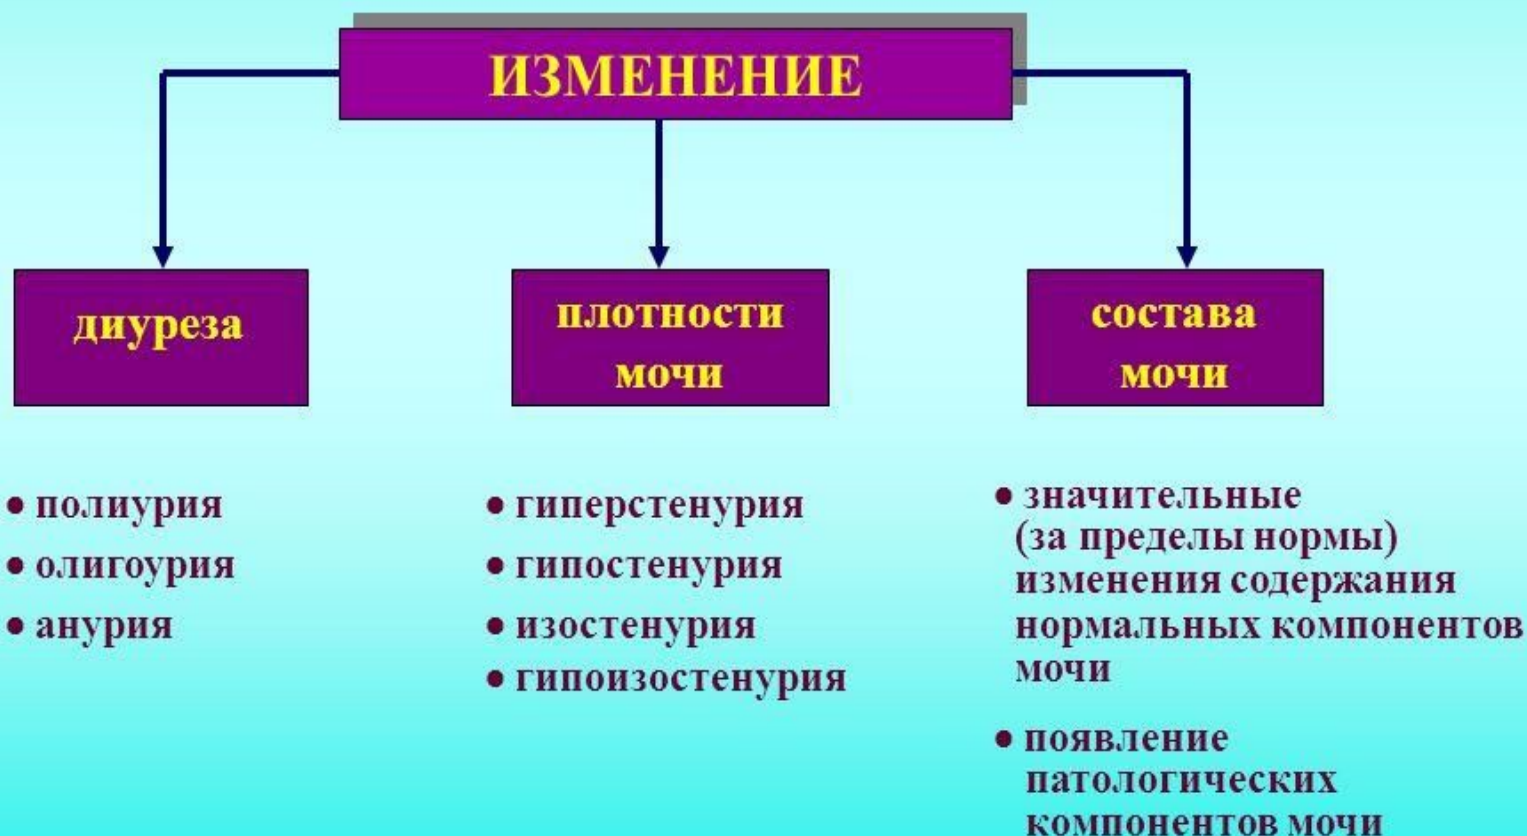 ИЗМЕНЕНИЕ
диуреза
• полиурия
• олигоурия
• анурия
плотности
мочи
• гиперстенурия
• гипостенурия
• изостенурия
• гипоизостенурия
состава
мочи
• значительные
(за пределы нормы)
изменения содержания
нормальных компонентов
мочи
• появление
патологических
компонентов мочи